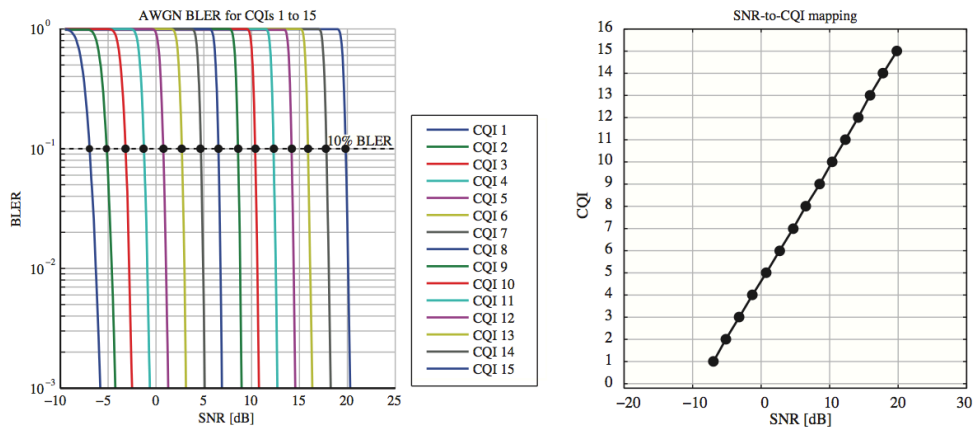 AWGN BLER for CQIs 1 to 15
10^0
10^-1
10^-2
10^-3
BLER
10% BLER
-10 -5 0 5 10 15 20 25
SNR [dB]
CQI 1
CQI 2
CQI 3
CQI 4
CQI 5
CQI 6
CQI 7
CQI 8
CQI 9
CQI 10
CQI 11
CQI 12
CQI 13
CQI 14
CQI 15
SNR-to-CQI mapping
16
15
14
13
12
11
10
9
8
7
6
5
4
3
2
1
0
CQI
-20 -10 0 10 20 30
SNR [dB]